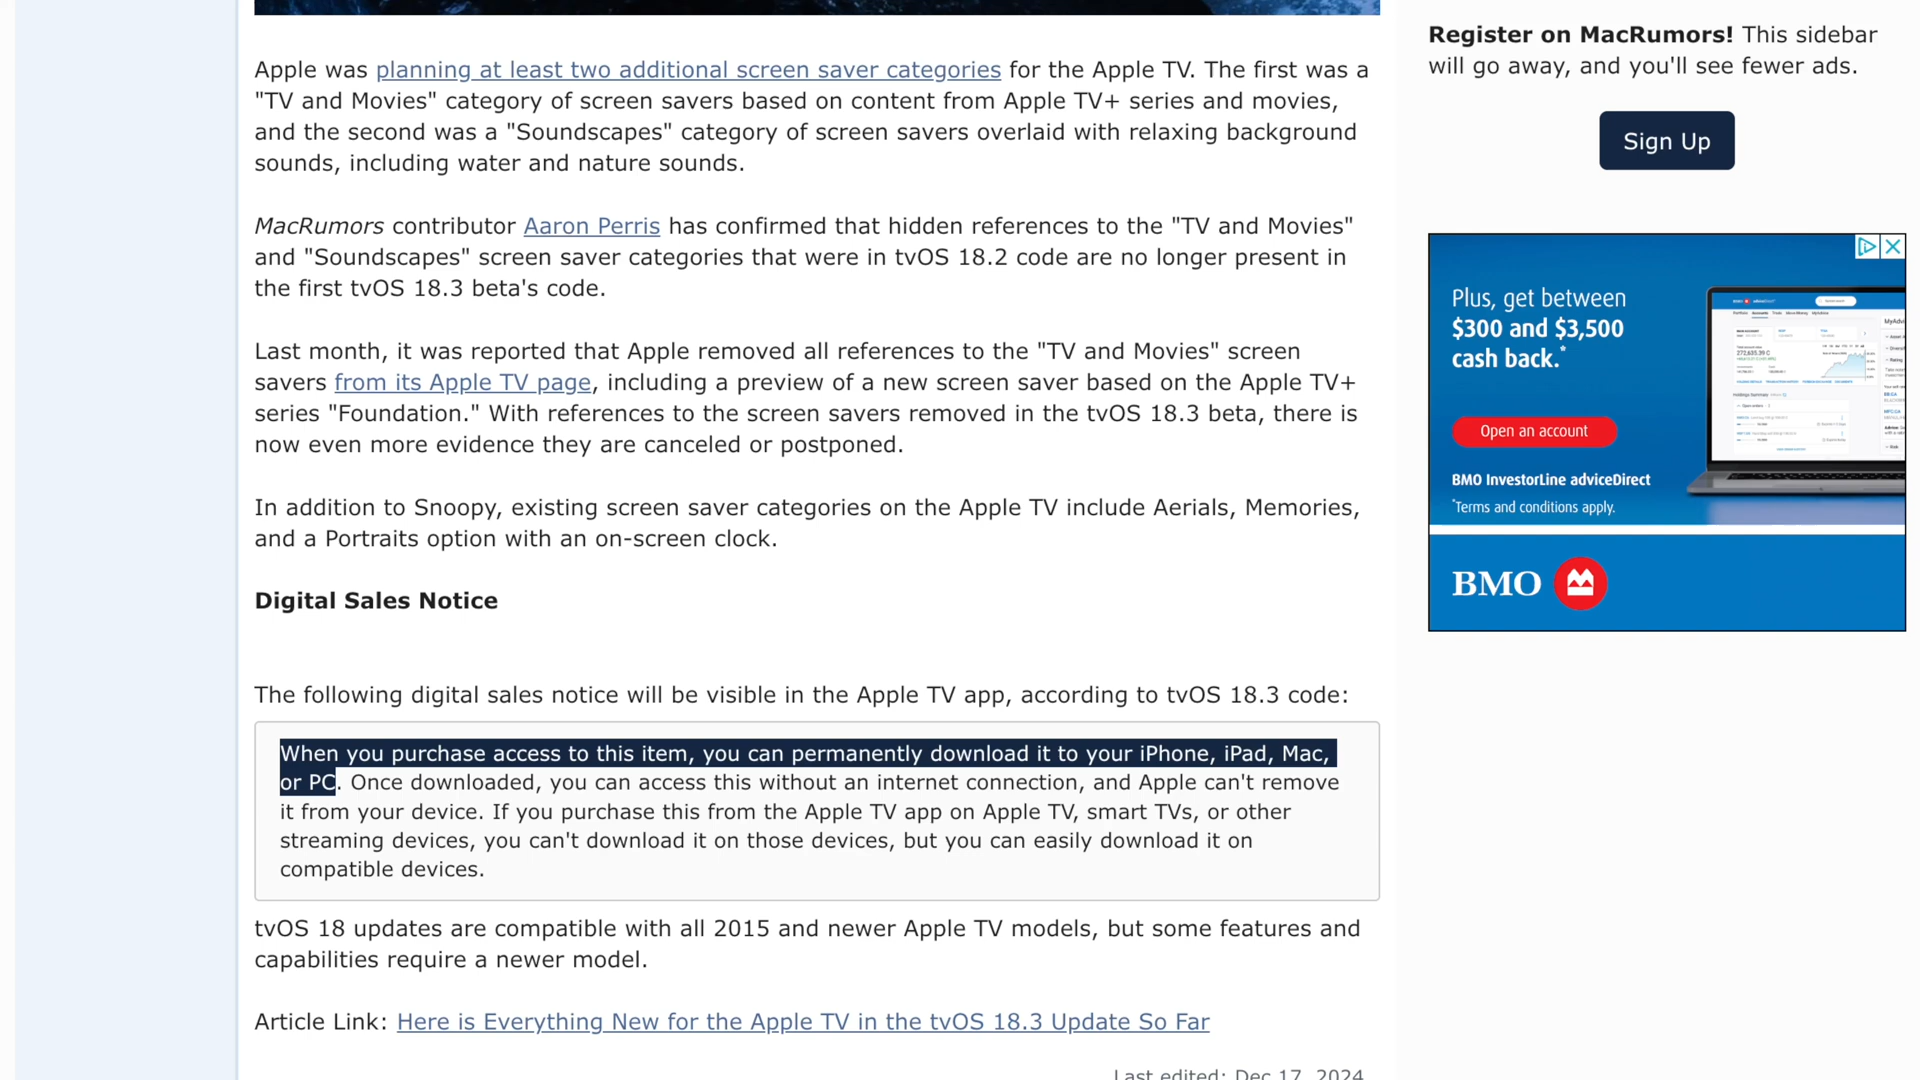 Apple was planning at least two additional screen saver categories for the Apple TV. The first was a
"TV and Movies" category of screen savers based on content from Apple TV+ series and movies,
and the second was a "Soundscapes" category of screen savers overlaid with relaxing background
sounds, including water and nature sounds.
MacRumors contributor Aaron Perris has confirmed that hidden references to the "TV and Movies"
and "Soundscapes" screen saver categories that were in tvOS 18.2 code are no longer present in
the first tvOS 18.3 beta's code.
Last month, it was reported that Apple removed all references to the "TV and Movies" screen
savers from its Apple TV page, including a preview of a new screen saver based on the Apple TV+
series "Foundation." With references to the screen savers removed in the tvOS 18.3 beta, there is
now even more evidence they are canceled or postponed.
In addition to Snoopy, existing screen saver categories on the Apple TV include Aerials, Memories,
and a Portraits option with an on-screen clock.
Digital Sales Notice
The following digital sales notice will be visible in the Apple TV app, according to tvOS 18.3 code:
When you purchase access to this item, you can permanently download it to your iPhone, iPad, Mac,
or PC. Once downloaded, you can access this without an internet connection, and Apple can't remove
it from your device. If you purchase this from the Apple TV app on Apple TV, smart TVs, or other
streaming devices, you can't download it on those devices, but you can easily download it on
compatible devices.
tvOS 18 updates are compatible with all 2015 and newer Apple TV models, but some features and
capabilities require a newer model.
Article Link: Here is Everything New for the Apple TV in the tvOS 18.3 Update So Far
Last edited: Dec 17, 2024
Register on MacRumors! This sidebar
will go away, and you'll see fewer ads.
Sign Up
Plus, get between
$300 and $3,500
cash back.*
Open an account
BMO InvestorLine adviceDirect
*Terms and conditions apply.
BMO